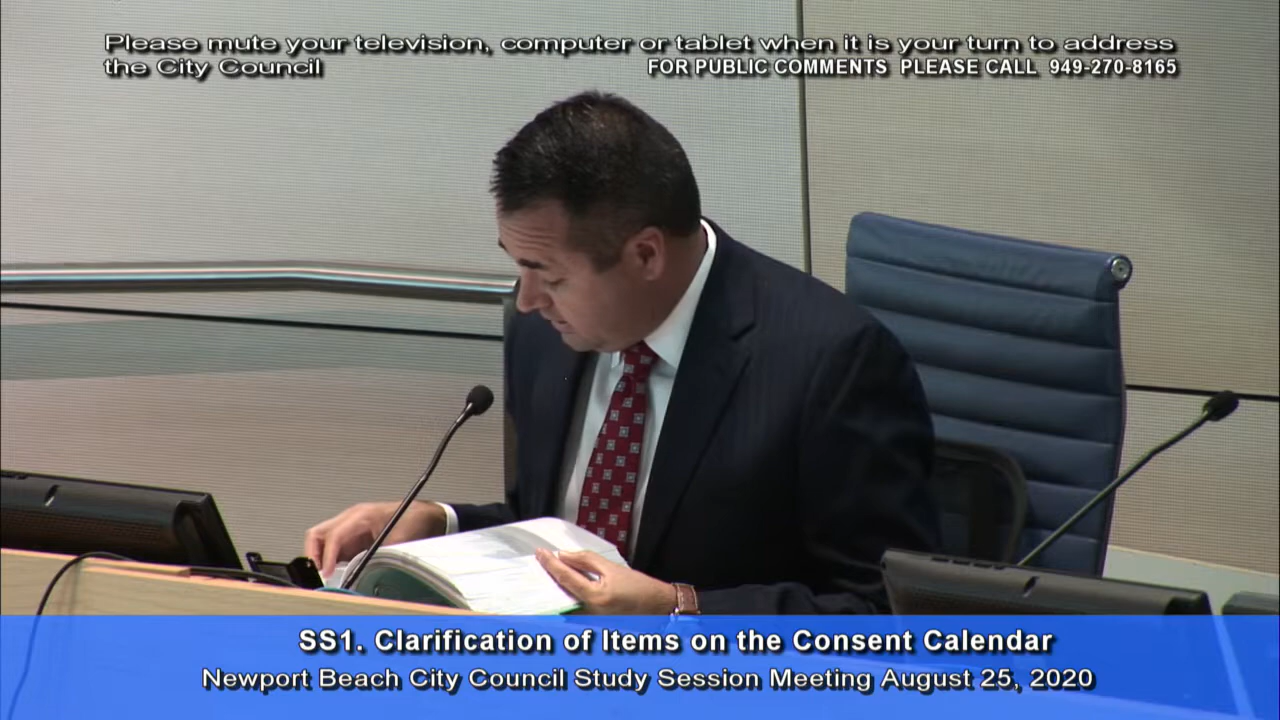 Please mute your television, computer or tablet when it is your turn to address
the City Council
FOR PUBLIC COMMENTS PLEASE CALL 949-270-8165
SS1. Clarification of Items on the Consent Calendar
Newport Beach City Council Study Session Meeting August 25, 2020